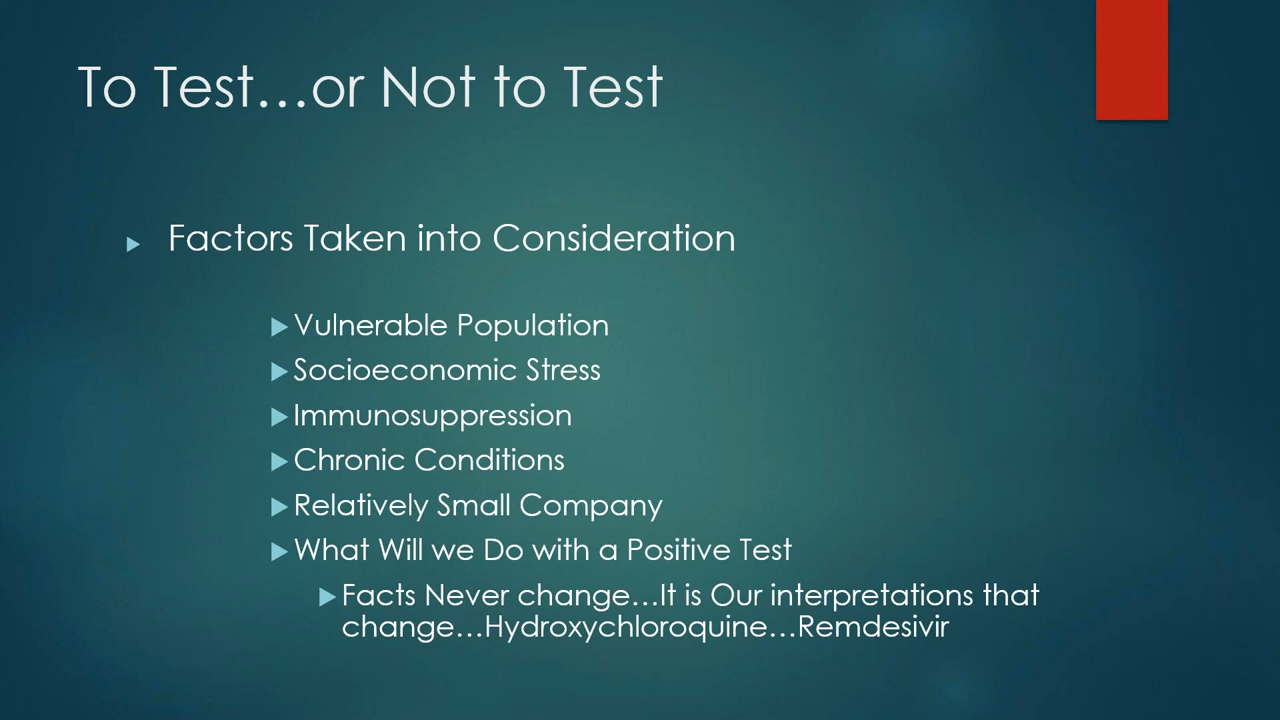 To Test…or Not to Test
Factors Taken into Consideration
Vulnerable Population
Socioeconomic Stress
Immunosuppression
Chronic Conditions
Relatively Small Company
What Will we Do with a Positive Test
Facts Never change…It is Our interpretations that
change…Hydroxychloroquine…Remdesivir